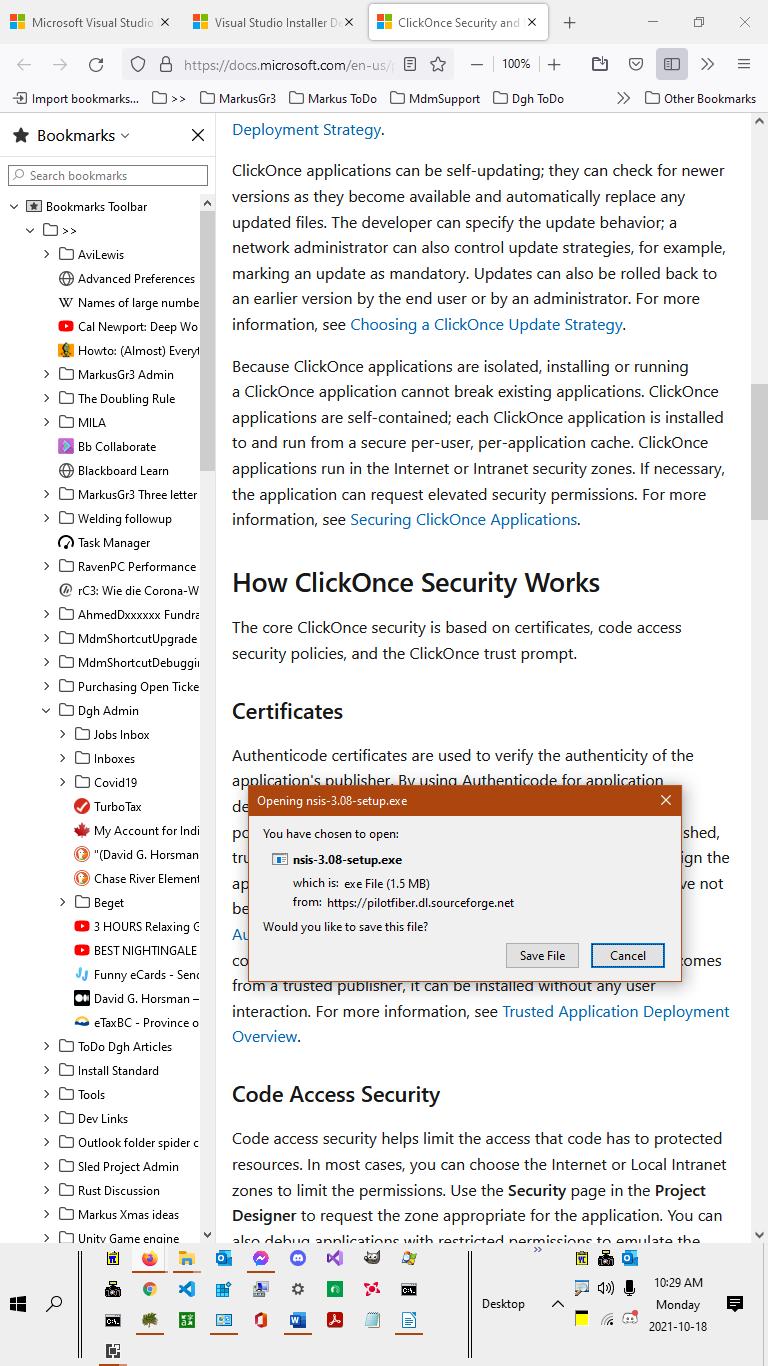 Microsoft Visual Studio
Visual Studio Installer De
ClickOnce Security and
https://docs.microsoft.com/en-us/
100%
Import bookmarks...
>>
MarkusGr3
Markus ToDo
MdmSupport
Dgh ToDo
Other Bookmarks
Bookmarks
Search bookmarks
Bookmarks Toolbar
>>
AviLewis
Advanced Preferences
Names of large numbe
Cal Newport: Deep Wo
Howto: (Almost) Everyt
MarkusGr3 Admin
The Doubling Rule
MILA
Bb Collaborate
Blackboard Learn
MarkusGr3 Three letter
Welding followup
Task Manager
RavenPC Performance
rC3: Wie die Corona-W
AhmedDxxxxxx Fundra
MdmShortcutUpgrade
MdmShortcutDebuggi
Purchasing Open Ticke
Dgh Admin
Jobs Inbox
Inboxes
Covid19
TurboTax
My Account for Indi
"(David G. Horsman
Chase River Element
Beget
3 HOURS Relaxing G
BEST NIGHTINGALE
Funny eCards - Send
David G. Horsman –
eTaxBC - Province o
ToDo Dgh Articles
Install Standard
Tools
Dev Links
Outlook folder spider c
Sled Project Admin
Rust Discussion
Markus Xmas ideas
Unity Game engine
Deployment Strategy.
ClickOnce applications can be self-updating; they can check for newer
versions as they become available and automatically replace any
updated files. The developer can specify the update behavior; a
network administrator can also control update strategies, for example,
marking an update as mandatory. Updates can also be rolled back to
an earlier version by the end user or by an administrator. For more
information, see Choosing a ClickOnce Update Strategy.
Because ClickOnce applications are isolated, installing or running
a ClickOnce application cannot break existing applications. ClickOnce
applications are self-contained; each ClickOnce application is installed
to and run from a secure per-user, per-application cache. ClickOnce
applications run in the Internet or Intranet security zones. If necessary,
the application can request elevated security permissions. For more
information, see Securing ClickOnce Applications.
How ClickOnce Security Works
The core ClickOnce security is based on certificates, code access
security policies, and the ClickOnce trust prompt.
Certificates
Authenticode certificates are used to verify the authenticity of the
application's publisher. By using Authenticode for application
de
po shed,
tru ign the
ap ve not
be
Au
co omes
Opening nsis-3.08-setup.exe
You have chosen to open:
nsis-3.08-setup.exe
which is: exe File (1.5 MB)
from: https://pilotfiber.dl.sourceforge.net
Would you like to save this file?
Save File
Cancel
from a trusted publisher, it can be installed without any user
interaction. For more information, see Trusted Application Deployment
Overview.
Code Access Security
Code access security helps limit the access that code has to protected
resources. In most cases, you can choose the Internet or Local Intranet
zones to limit the permissions. Use the Security page in the Project
Designer to request the zone appropriate for the application. You can
also debug applications with restricted permissions to emulate the
Desktop
10:29 AM
Monday
2021-10-18